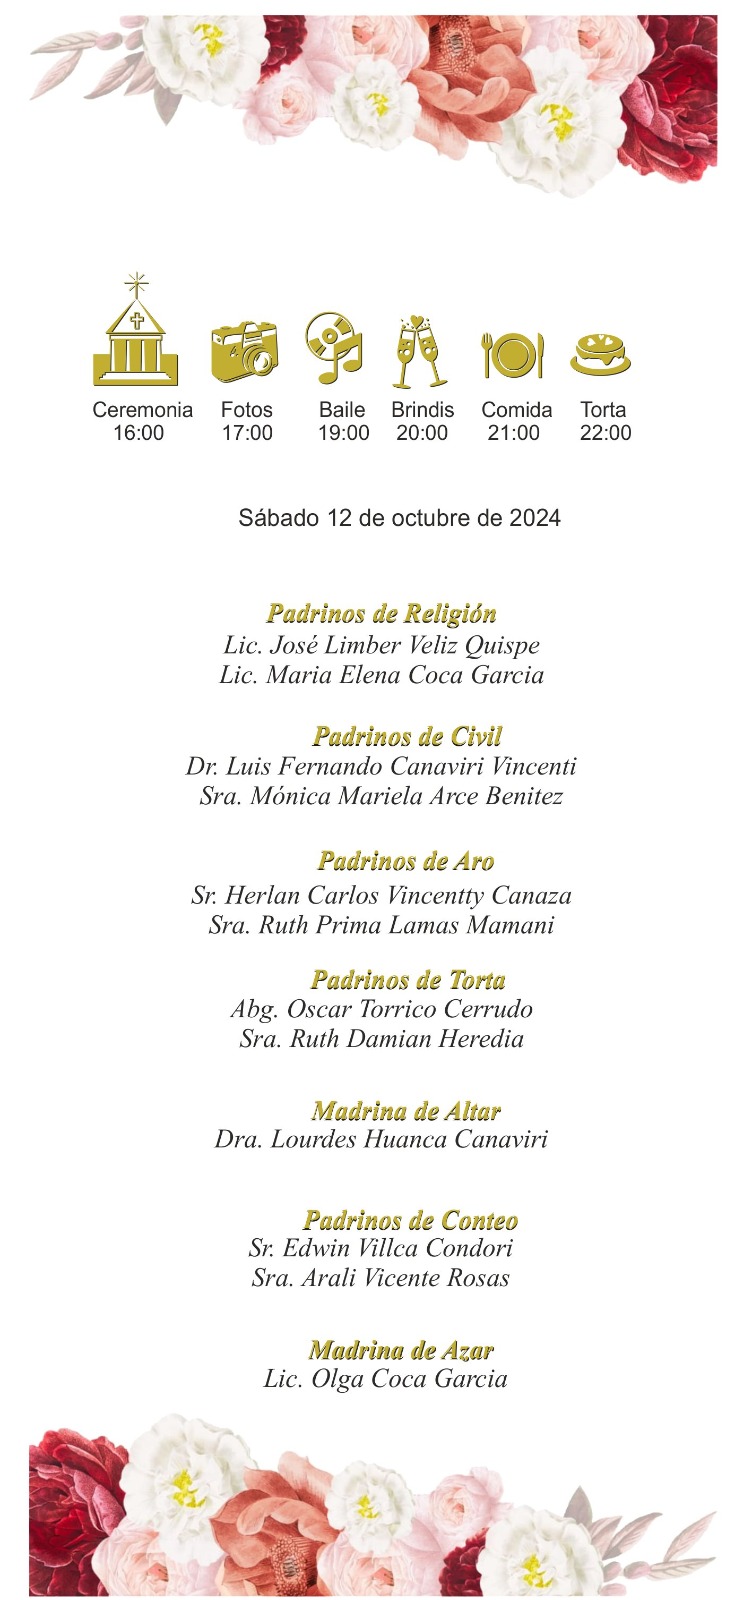 Ceremonia Fotos Baile Brindis Comida Torta
16:00 17:00 19:00 20:00 21:00 22:00
Sábado 12 de octubre de 2024
Padrinos de Religión
Lic. José Limber Veliz Quispe
Lic. Maria Elena Coca Garcia
Padrinos de Civil
Dr. Luis Fernando Canaviri Vincenti
Sra. Mónica Mariela Arce Benitez
Padrinos de Aro
Sr. Herlan Carlos Vincentty Canaza
Sra. Ruth Prima Lamas Mamani
Padrinos de Torta
Abg. Oscar Torrico Cerrudo
Sra. Ruth Damian Heredia
Madrina de Altar
Dra. Lourdes Huanca Canaviri
Padrinos de Conteo
Sr. Edwin Villca Condori
Sra. Arali Vicente Rosas
Madrina de Azar
Lic. Olga Coca Garcia